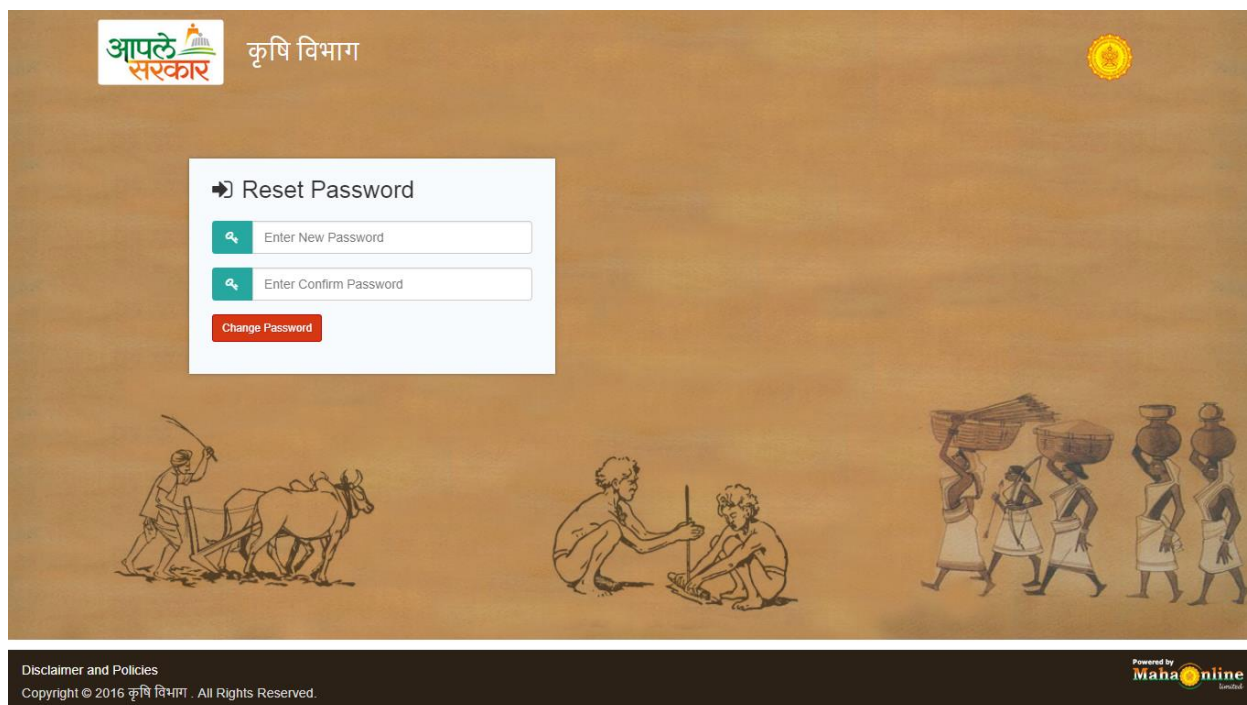 आपले
सरकार
कृषि विभाग
Reset Password
Enter New Password
Enter Confirm Password
Change Password
Disclaimer and Policies
Copyright © 2016 कृषि विभाग . All Rights Reserved.
Powered by
MahaOnline
limited